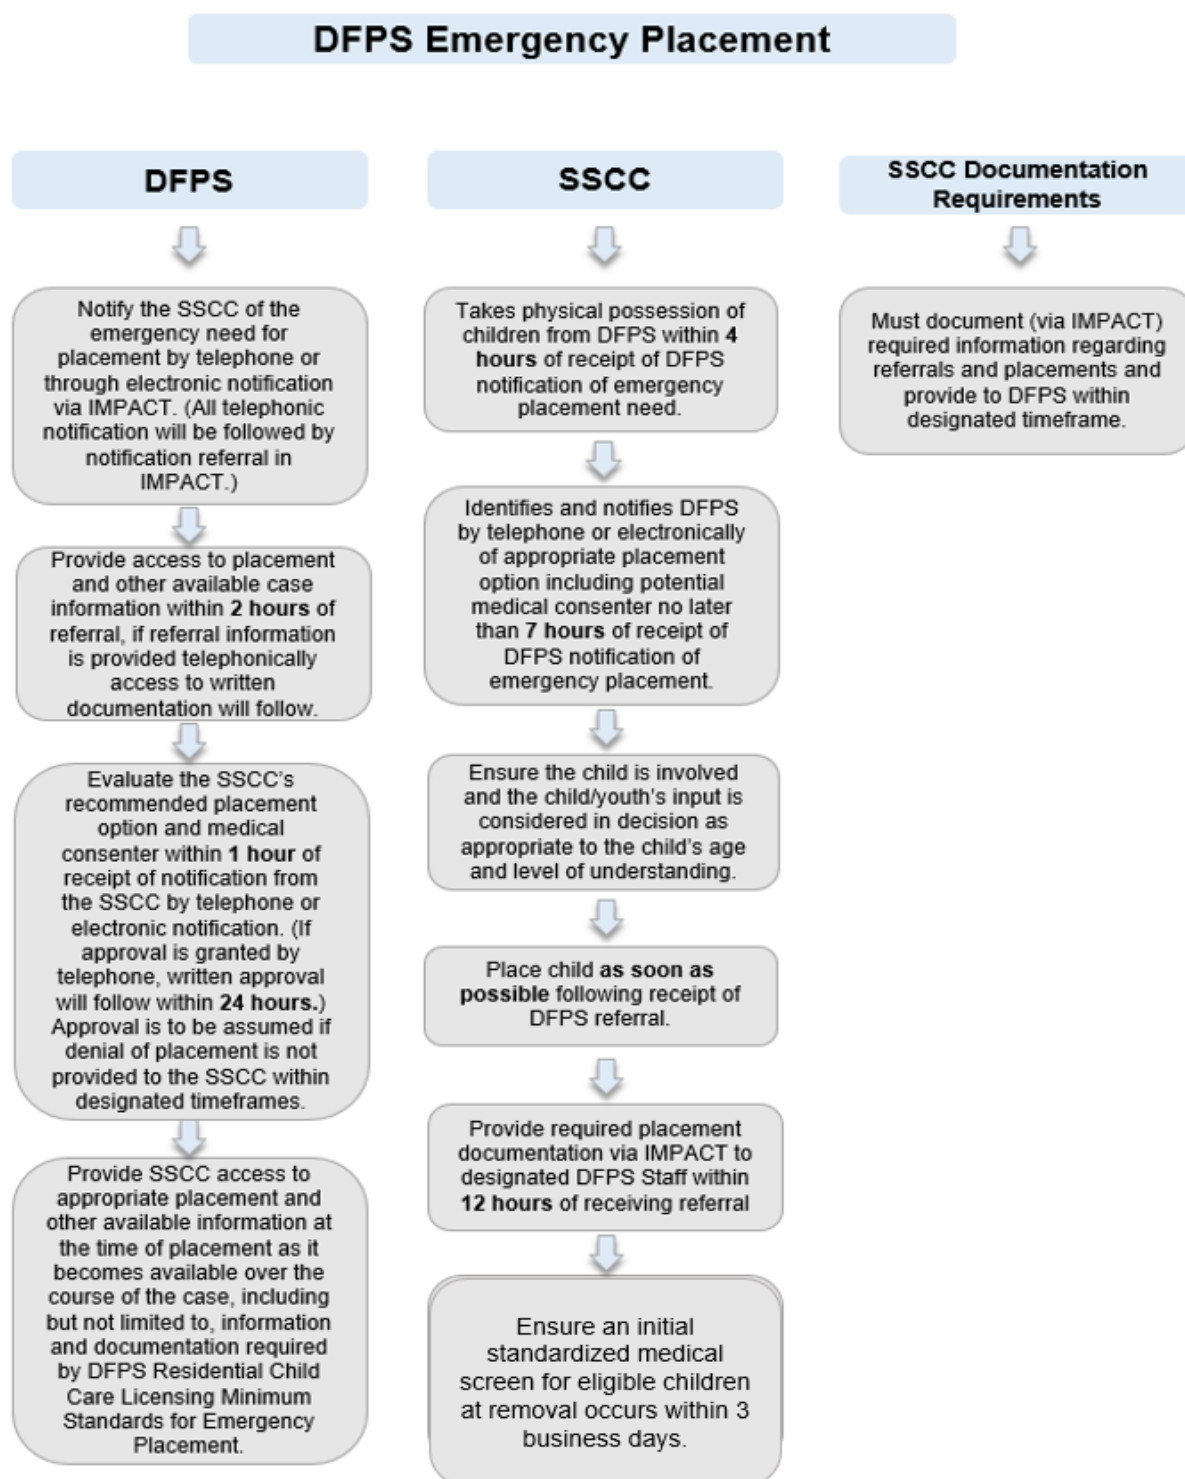 DFPS Emergency Placement
DFPS
Notify the SSCC of the
emergency need for
placement by telephone or
through electronic notification
via IMPACT. (All telephonic
notification will be followed by
notification referral in
IMPACT.)
Provide access to placement
and other available case
information within 2 hours of
referral, if referral information
is provided telephonically
access to written
documentation will follow.
Evaluate the SSCC's
recommended placement
option and medical
consenter within 1 hour of
receipt of notification from
the SSCC by telephone or
electronic notification. (If
approval is granted by
telephone, written approval
will follow within 24 hours.)
Approval is to be assumed if
denial of placement is not
provided to the SSCC within
designated timeframes.
Provide SSCC access to
appropriate placement and
other available information at
the time of placement as it
becomes available over the
course of the case, including
but not limited to, information
and documentation required
by DFPS Residential Child
Care Licensing Minimum
Standards for Emergency
Placement.
SSCC
Takes physical possession of
children from DFPS within 4
hours of receipt of DFPS
notification of emergency
placement need.
Identifies and notifies DFPS
by telephone or electronically
of appropriate placement
option including potential
medical consenter no later
than 7 hours of receipt of
DFPS notification of
emergency placement.
Ensure the child is involved
and the child/youth's input is
considered in decision as
appropriate to the child's age
and level of understanding.
Place child as soon as
possible following receipt of
DFPS referral.
Provide required placement
documentation via IMPACT to
designated DFPS Staff within
12 hours of receiving referral
Ensure an initial
standardized medical
screen for eligible children
at removal occurs within 3
business days.
SSCC Documentation
Requirements
Must document (via IMPACT)
required information regarding
referrals and placements and
provide to DFPS within
designated timeframe.